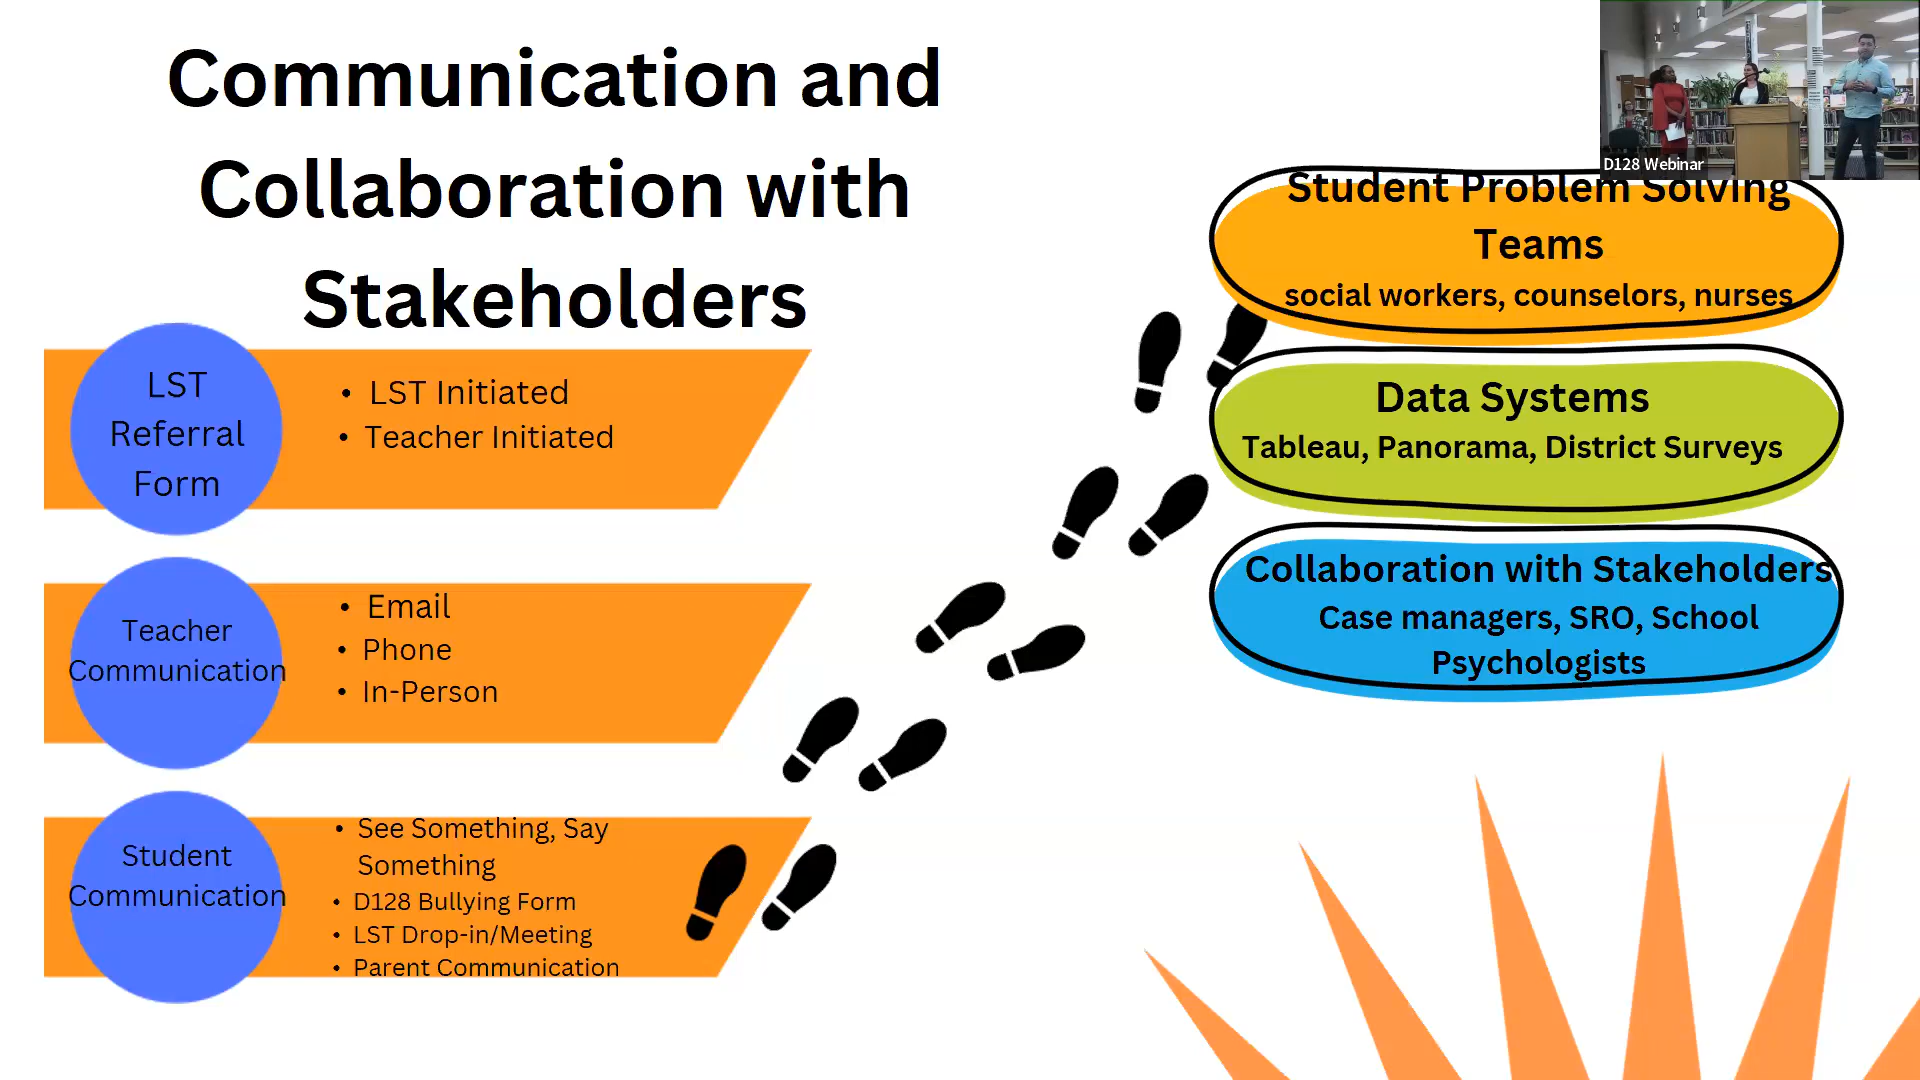 Communication and
Collaboration with
Stakeholders
LST
Referral
Form
• LST Initiated
• Teacher Initiated
Teacher
Communication
• Email
• Phone
• In-Person
Student
Communication
• See Something, Say
Something
• D128 Bullying Form
• LST Drop-in/Meeting
• Parent Communication
D128 Webinar
Student Problem Solving
Teams
social workers, counselors, nurses
Data Systems
Tableau, Panorama, District Surveys
Collaboration with Stakeholders
Case managers, SRO, School
Psychologists